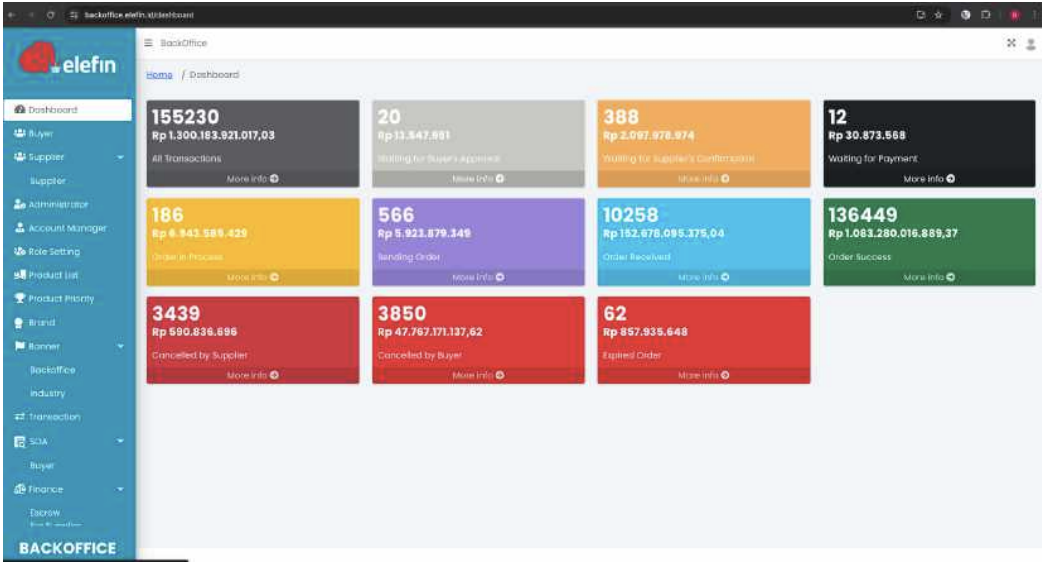 backoffice.elefin.id/dashboard
elefin
BackOffice
Home / Dashboard
Dashboard
Buyer
Supplier
Supplier
Administrator
Account Manager
Role Setting
Product List
Product Priority
Brand
Banner
Backoffice
Industry
Transaction
SOA
Buyer
Finance
Escrow
BACKOFFICE
155230
Rp 1.300.163.921.017,03
All Transactions
More info
20
Rp 13.847.961
Waiting for Buyer's Approval
More info
388
Rp 2.097.978.974
Waiting for Supplier's Confirmation
More info
12
Rp 30.873.568
Waiting for Payment
More info
186
Rp 6.943.585.429
Order in Process
More info
566
Rp 5.923.879.349
Sending Order
More info
10258
Rp 152.678.095.375,04
Order Received
More info
136449
Rp 1.083.280.016.889,37
Order Success
More info
3439
Rp 590.836.696
Cancelled by Supplier
More info
3850
Rp 47.767.171.137,62
Cancelled by Buyer
More info
62
Rp 857.935.648
Expired Order
More info